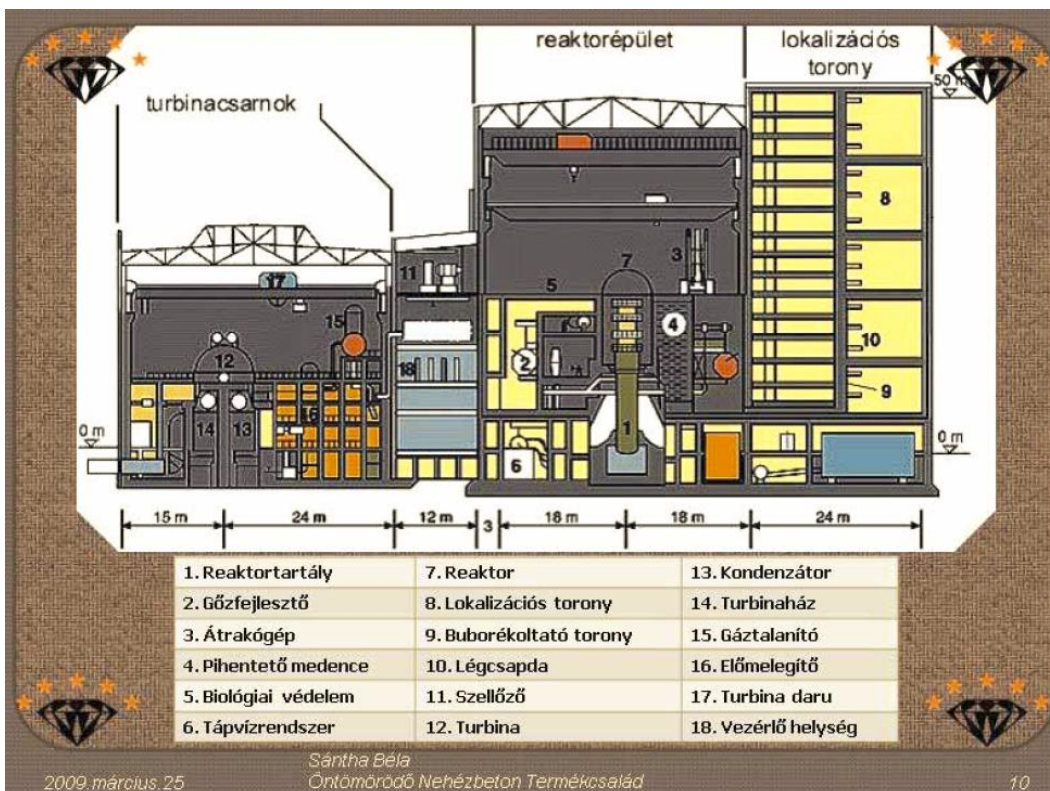 reaktorépület
lokalizációs
torony
turbinacsarnok
50 m
8
17
11
7
3
5
15
4
12
18
2
10
16
9
14
13
1
0 m
0 m
6
15 m
24 m
12 m
3
18 m
18 m
24 m
1. Reaktortartály
7. Reaktor
13. Kondenzátor
2. Gőzfejlesztő
8. Lokalizációs torony
14. Turbinaház
3. Átrakógép
9. Buborékoltató torony
15. Gáztalanító
4. Pihentető medence
10. Légcsapda
16. Előmelegítő
5. Biológiai védelem
11. Szellőző
17. Turbina daru
6. Tápvízrendszer
12. Turbina
18. Vezérlő helység
Sántha Béla
2009.március.25
Öntömörödő Nehézbeton Termékcsalád
10